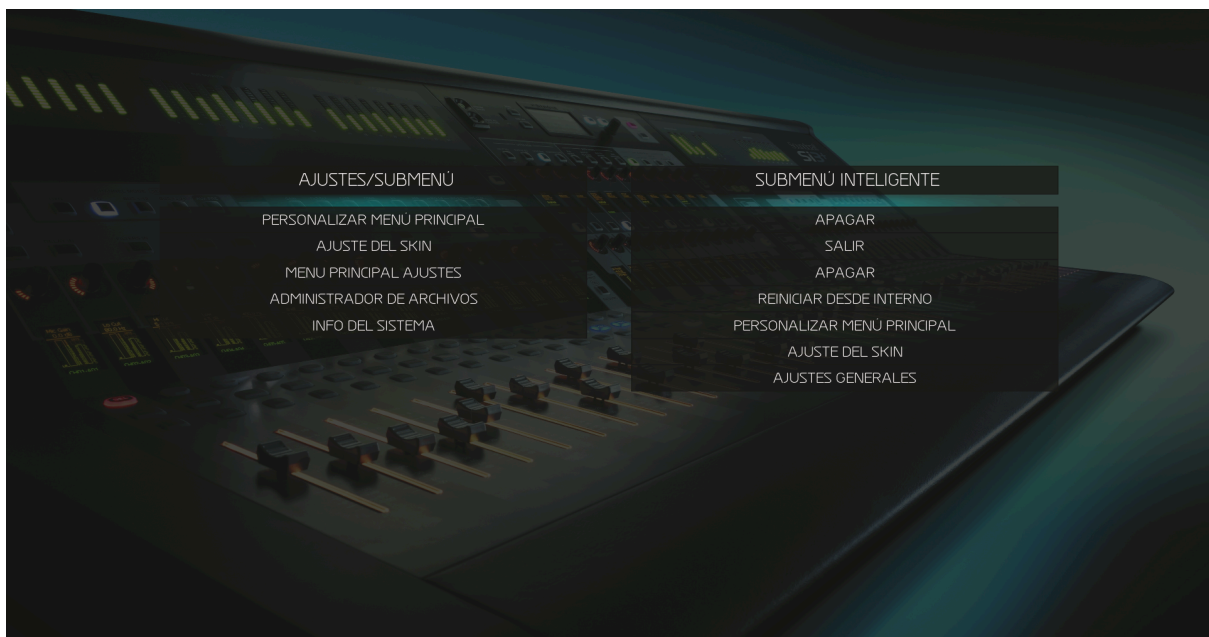 AJUSTES/SUBMENÚ
PERSONALIZAR MENÚ PRINCIPAL
AJUSTE DEL SKIN
MENU PRINCIPAL AJUSTES
ADMINISTRADOR DE ARCHIVOS
INFO DEL SISTEMA
SUBMENÚ INTELIGENTE
APAGAR
SALIR
APAGAR
REINICIAR DESDE INTERNO
PERSONALIZAR MENÚ PRINCIPAL
AJUSTE DEL SKIN
AJUSTES GENERALES